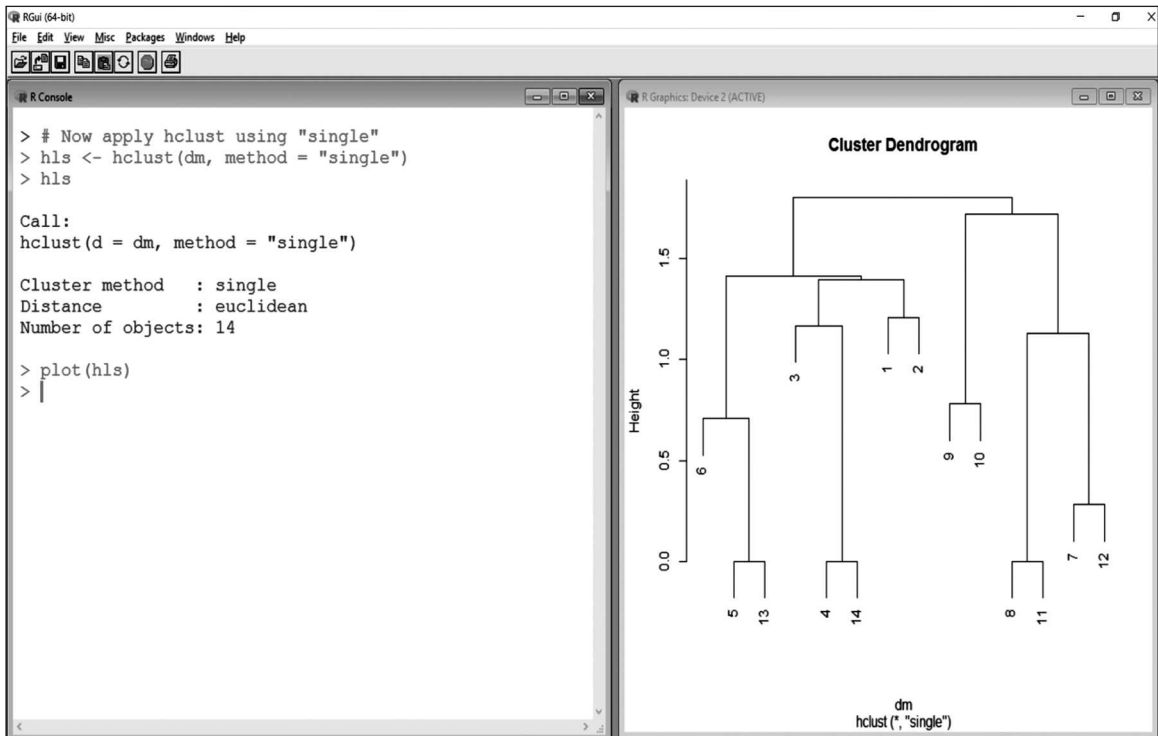 RGui (64-bit)
File Edit View Misc Packages Windows Help
R Console
> # Now apply hclust using "single"
> hls <- hclust(dm, method = "single")
> hls
Call:
hclust(d = dm, method = "single")
Cluster method   : single
Distance         : euclidean
Number of objects: 14
> plot(hls)
>
R Graphics: Device 2 (ACTIVE)
Cluster Dendrogram
Height
1.5
1.0
0.5
0.0
6
5
13
3
4
14
1
2
9
10
8
11
7
12
dm
hclust (*, "single")